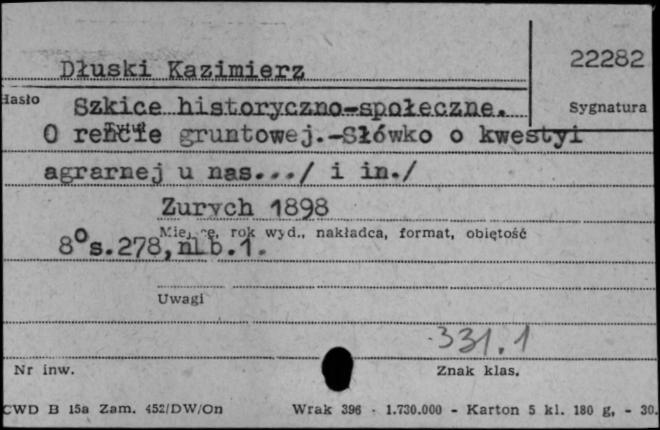 22282
Dłuski Kazimierz
Hasło
Szkice historyczno-społeczne.
Sygnatura
O rencie gruntowej.-Słówko o kwestyi
Tytuł
agrarnej u nas.../ i in./
Zurych 1898
Miejsce, rok wyd., nakładca, format, objętość
8°s.278,nlb.1.
Uwagi
331.1
Nr inw.
Znak klas.
CWD B 15a Zam. 452/DW/On Wrak 396 - 1.730.000 - Karton 5 kl. 180 g, - 30.